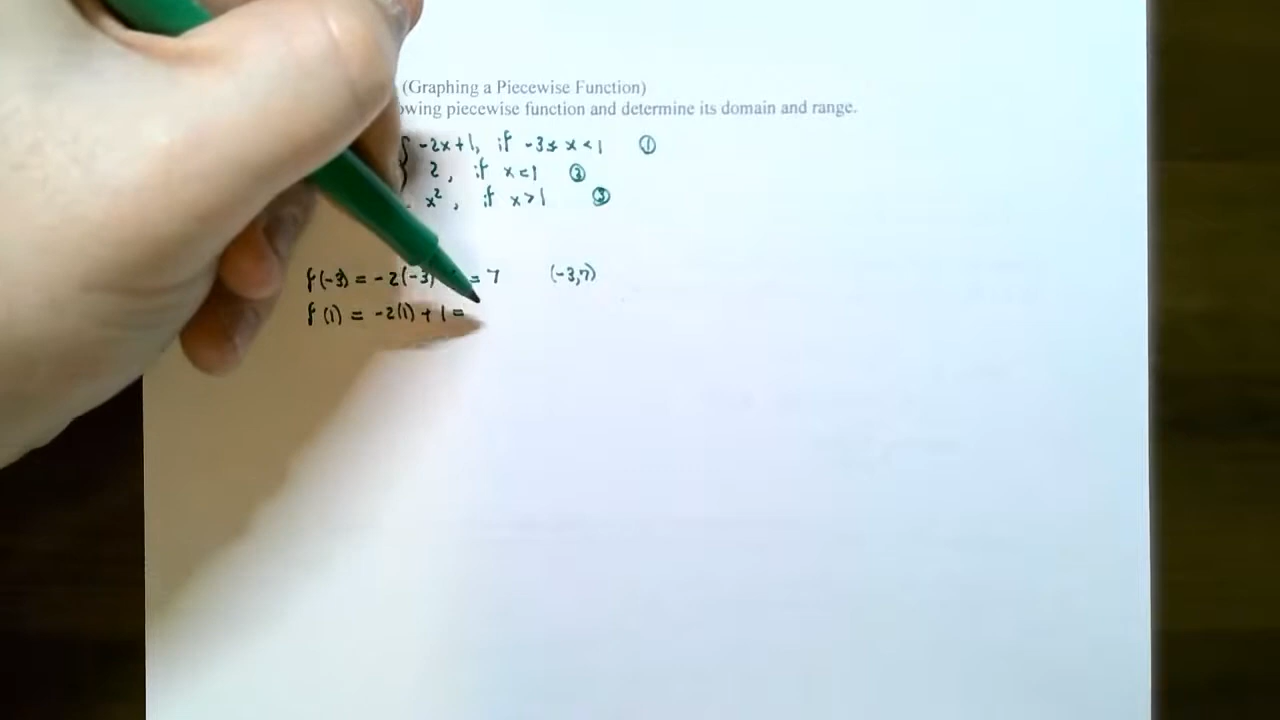 (Graphing a Piecewise Function)
owing piecewise function and determine its domain and range.
{ -2x+1, if -3≤ x < 1 ①
2, if x=1 ②
x², if x>1 ③
f(-3) = -2(-3) = 7 (-3,7)
f(1) = -2(1) + 1 =